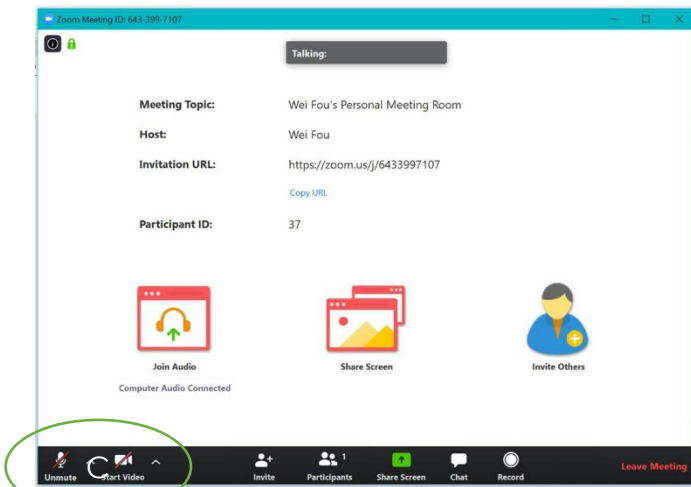 Zoom Meeting ID: 643-399-7107
Talking:
Meeting Topic: Wei Fou's Personal Meeting Room
Host: Wei Fou
Invitation URL: https://zoom.us/j/6433997107
Copy URL
Participant ID: 37
Join Audio Share Screen Invite Others
Computer Audio Connected
1
Unmute Start Video Invite Participants Share Screen Chat Record Leave Meeting